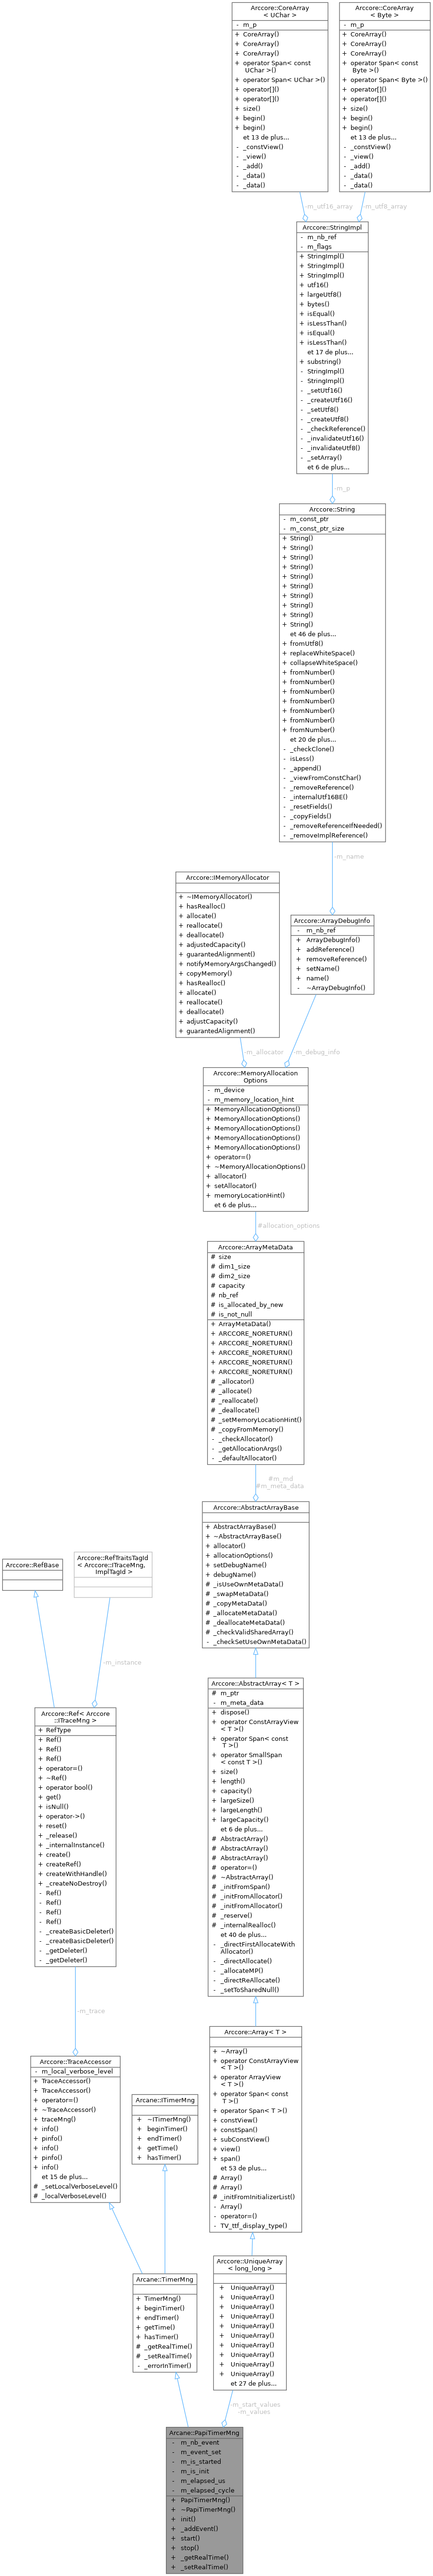 Arccore::CoreArray
< UChar >
- m_p
+ CoreArray()
+ CoreArray()
+ CoreArray()
+ operator Span< const
UChar >()
+ operator Span< UChar >()
+ operator[]()
+ operator[]()
+ size()
+ begin()
+ begin()
et 13 de plus...
- _constView()
- _view()
- _add()
- _data()
- _data()
Arccore::CoreArray
< Byte >
- m_p
+ CoreArray()
+ CoreArray()
+ CoreArray()
+ operator Span< const
Byte >()
+ operator Span< Byte >()
+ operator[]()
+ operator[]()
+ size()
+ begin()
+ begin()
et 13 de plus...
- _constView()
- _view()
- _add()
- _data()
- _data()
-m_utf16_array
-m_utf8_array
Arccore::StringImpl
- m_nb_ref
- m_flags
+ StringImpl()
+ StringImpl()
+ StringImpl()
+ utf16()
+ largeUtf8()
+ bytes()
+ isEqual()
+ isLessThan()
+ isEqual()
+ isLessThan()
et 17 de plus...
+ substring()
- StringImpl()
- StringImpl()
- _setUtf16()
- _createUtf16()
- _setUtf8()
- _createUtf8()
- _checkReference()
- _invalidateUtf16()
- _invalidateUtf8()
- _setArray()
et 6 de plus...
-m_p
Arccore::String
- m_const_ptr
- m_const_ptr_size
+ String()
+ String()
+ String()
+ String()
+ String()
+ String()
+ String()
+ String()
+ String()
+ String()
et 46 de plus...
+ fromUtf8()
+ replaceWhiteSpace()
+ collapseWhiteSpace()
+ fromNumber()
+ fromNumber()
+ fromNumber()
+ fromNumber()
+ fromNumber()
+ fromNumber()
+ fromNumber()
et 20 de plus...
- _checkClone()
- isLess()
- _append()
- _viewFromConstChar()
- _removeReference()
- _internalUtf16BE()
- _resetFields()
- _copyFields()
- _removeReferenceIfNeeded()
- _removeImplReference()
-m_name
Arccore::IMemoryAllocator
+ ~IMemoryAllocator()
+ hasRealloc()
+ allocate()
+ reallocate()
+ deallocate()
+ adjustedCapacity()
+ guarantedAlignment()
+ notifyMemoryArgsChanged()
+ copyMemory()
+ hasRealloc()
+ allocate()
+ reallocate()
+ deallocate()
+ adjustCapacity()
+ guarantedAlignment()
Arccore::ArrayDebugInfo
- m_nb_ref
+ ArrayDebugInfo()
+ addReference()
+ removeReference()
+ setName()
+ name()
- ~ArrayDebugInfo()
-m_allocator
-m_debug_info
Arccore::MemoryAllocation
Options
- m_device
- m_memory_location_hint
+ MemoryAllocationOptions()
+ MemoryAllocationOptions()
+ MemoryAllocationOptions()
+ MemoryAllocationOptions()
+ MemoryAllocationOptions()
+ operator=()
+ ~MemoryAllocationOptions()
+ allocator()
+ setAllocator()
+ memoryLocationHint()
et 6 de plus...
#allocation_options
Arccore::ArrayMetaData
# size
# dim1_size
# dim2_size
# capacity
# nb_ref
# is_allocated_by_new
# is_not_null
+ ArrayMetaData()
+ ARCCORE_NORETURN()
+ ARCCORE_NORETURN()
+ ARCCORE_NORETURN()
+ ARCCORE_NORETURN()
+ ARCCORE_NORETURN()
# _allocator()
# _allocate()
# _reallocate()
# _deallocate()
# _setMemoryLocationHint()
# _copyFromMemory()
- _checkAllocator()
- _getAllocationArgs()
- _defaultAllocator()
#m_md
#m_meta_data
Arccore::AbstractArrayBase
+ AbstractArrayBase()
+ ~AbstractArrayBase()
+ allocator()
+ allocationOptions()
+ setDebugName()
+ debugName()
# _isUseOwnMetaData()
# _swapMetaData()
# _copyMetaData()
# _allocateMetaData()
# _deallocateMetaData()
# _checkValidSharedArray()
- _checkSetUseOwnMetaData()
Arccore::RefBase
Arccore::RefTraitsTagId
< Arccore::ITraceMng,
ImplTagId >
-m_instance
Arccore::AbstractArray< T >
# m_ptr
- m_meta_data
+ dispose()
+ operator ConstArrayView
< T >()
+ operator Span< const
T >()
+ operator SmallSpan
< const T >()
+ size()
+ length()
+ capacity()
+ largeSize()
+ largeLength()
+ largeCapacity()
et 6 de plus...
# AbstractArray()
# AbstractArray()
# AbstractArray()
# operator=()
# ~AbstractArray()
# _initFromSpan()
# _initFromAllocator()
# _initFromAllocator()
# _reserve()
# _internalRealloc()
et 40 de plus...
- _directFirstAllocateWith
Allocator()
- _directAllocate()
- _allocateMP()
- _directReAllocate()
- _setToSharedNull()
Arccore::Ref< Arccore
::ITraceMng >
+ RefType
+ Ref()
+ Ref()
+ Ref()
+ operator=()
+ ~Ref()
+ operator bool()
+ get()
+ isNull()
+ operator->()
+ reset()
+ _release()
+ _internalInstance()
+ create()
+ createRef()
+ createWithHandle()
+ _createNoDestroy()
- Ref()
- Ref()
- Ref()
- Ref()
- _createBasicDeleter()
- _createBasicDeleter()
- _getDeleter()
- _getDeleter()
-m_trace
Arccore::TraceAccessor
- m_local_verbose_level
+ TraceAccessor()
+ TraceAccessor()
+ operator=()
+ ~TraceAccessor()
+ traceMng()
+ info()
+ pinfo()
+ info()
+ pinfo()
+ info()
et 15 de plus...
# _setLocalVerboseLevel()
# _localVerboseLevel()
Arccore::Array< T >
+ ~Array()
+ operator ConstArrayView
< T >()
+ operator ArrayView
< T >()
+ operator Span< const
T >()
+ operator Span< T >()
+ constView()
+ constSpan()
+ subConstView()
+ view()
+ span()
et 53 de plus...
# Array()
# Array()
# _initFromInitializerList()
- Array()
- operator=()
- TV_ttf_display_type()
Arcane::ITimerMng
+ ~ITimerMng()
+ beginTimer()
+ endTimer()
+ getTime()
+ hasTimer()
Arcane::TimerMng
+ TimerMng()
+ beginTimer()
+ endTimer()
+ getTime()
+ hasTimer()
# _getRealTime()
# _setRealTime()
- _errorInTimer()
Arccore::UniqueArray
< long_long >
+ UniqueArray()
+ UniqueArray()
+ UniqueArray()
+ UniqueArray()
+ UniqueArray()
+ UniqueArray()
+ UniqueArray()
+ UniqueArray()
+ UniqueArray()
+ UniqueArray()
et 27 de plus...
-m_start_values
-m_values
Arcane::PapiTimerMng
- m_nb_event
- m_event_set
- m_is_started
- m_is_init
- m_elapsed_us
- m_elapsed_cycle
+ PapiTimerMng()
+ ~PapiTimerMng()
+ init()
+ _addEvent()
+ start()
+ stop()
+ _getRealTime()
+ _setRealTime()